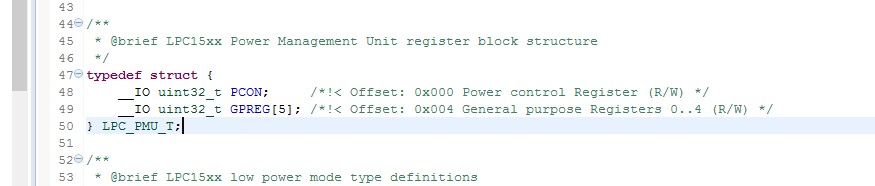 43
44 /**
45  * @brief LPC15xx Power Management Unit register block structure
46  */
47 typedef struct {
48     __IO uint32_t PCON;     /*!< Offset: 0x000 Power control Register (R/W) */
49     __IO uint32_t GPREG[5]; /*!< Offset: 0x004 General purpose Registers 0..4 (R/W) */
50 } LPC_PMU_T;
51
52 /**
53  * @brief LPC15xx low power mode type definitions